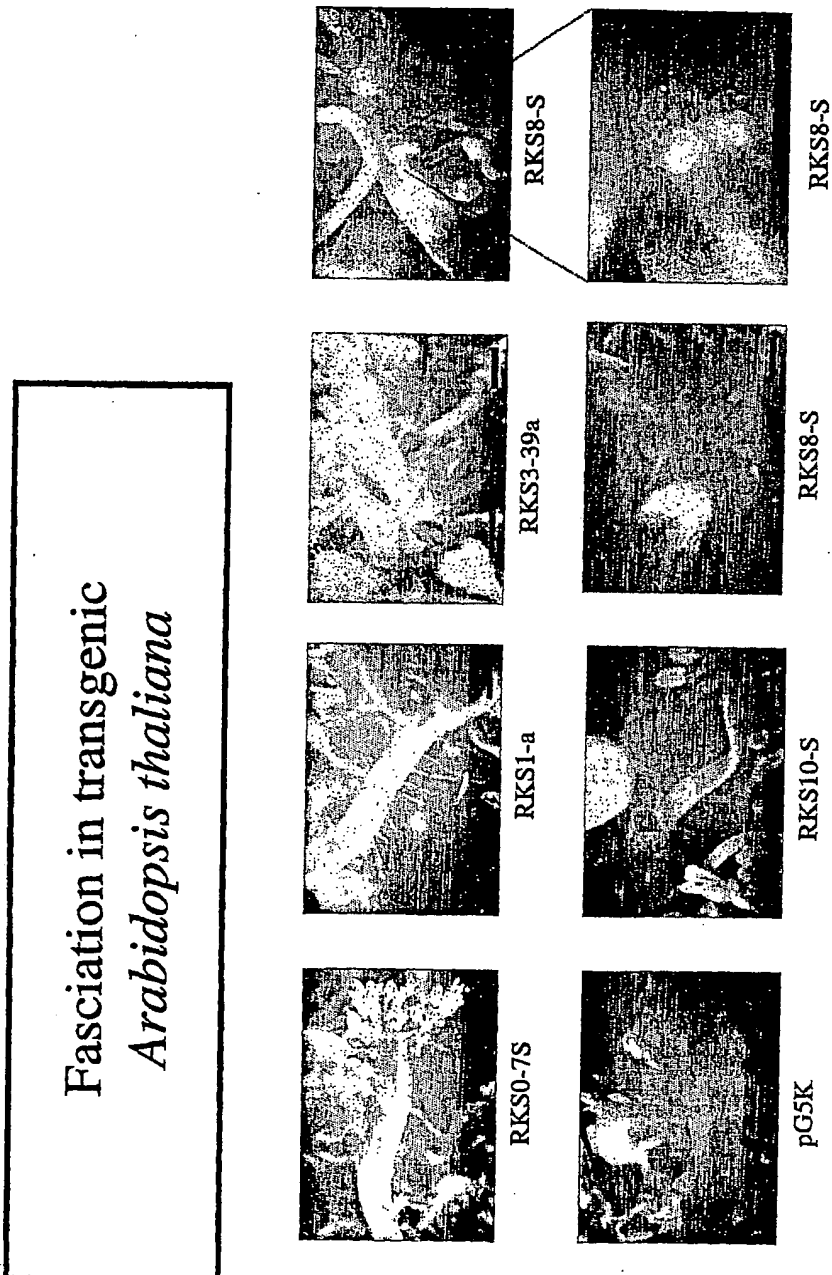 Fasciation in transgenic
Arabidopsis thaliana
RKS0-7S
RKS1-a
RKS3-39a
RKS8-S
pG5K
RKS10-S
RKS8-S
RKS8-S